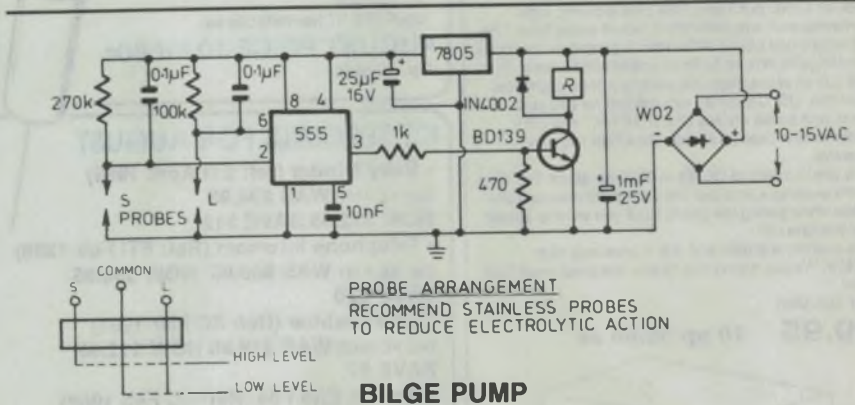 7805
0·1µF
0·1µF
25µF
16V
IN4002
R
270k
100k
8
4
6
555
3
1k
BD139
W02
10-15VAC
-
+
2
1
5
470
1mF
25V
S
L
PROBES
10nF
COMMON
S
L
PROBE ARRANGEMENT
RECOMMEND STAINLESS PROBES
TO REDUCE ELECTROLYTIC ACTION
HIGH LEVEL
LOW LEVEL
BILGE PUMP